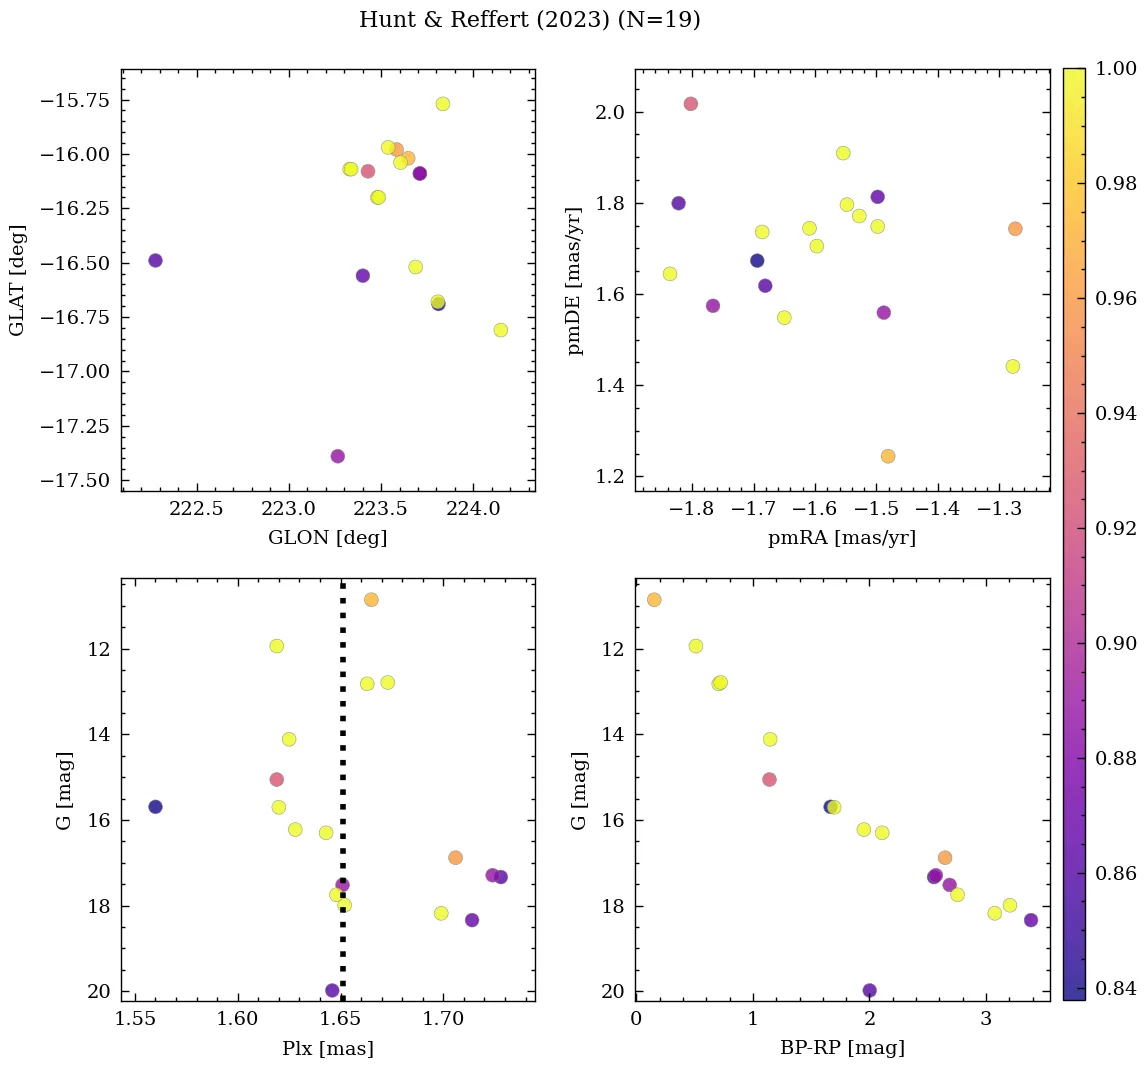 Hunt & Reffert (2023) (N=19)
−15.75
−16.00
−16.25
−16.50
−16.75
−17.00
−17.25
−17.50
GLAT [deg]
222.5 223.0 223.5 224.0
GLON [deg]
2.0
1.8
1.6
1.4
1.2
pmDE [mas/yr]
−1.8 −1.7 −1.6 −1.5 −1.4 −1.3
pmRA [mas/yr]
12
14
16
18
20
G [mag]
1.55 1.60 1.65 1.70
Plx [mas]
12
14
16
18
20
G [mag]
0 1 2 3
BP-RP [mag]
1.00
0.98
0.96
0.94
0.92
0.90
0.88
0.86
0.84